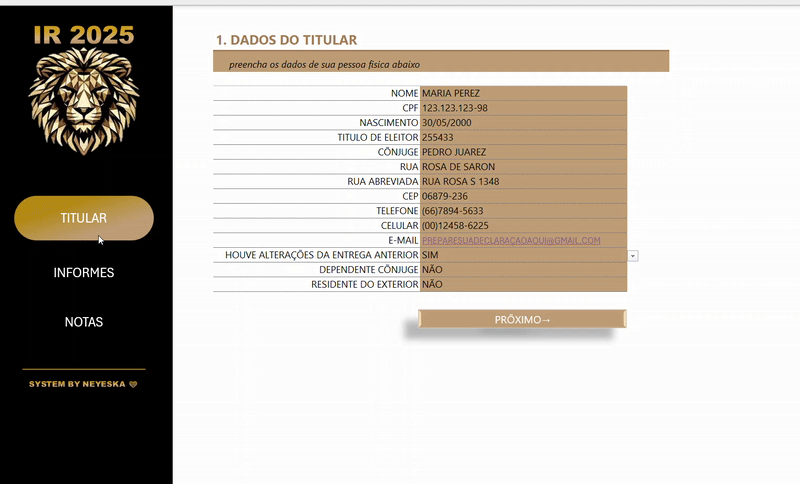 IR 2025
TITULAR
INFORMES
NOTAS
SYSTEM BY NEYESKA
1. DADOS DO TITULAR
preencha os dados de sua pessoa fisica abaixo
NOME MARIA PEREZ
CPF 123.123.123-98
NASCIMENTO 30/05/2000
TITULO DE ELEITOR 255433
CÔNJUGE PEDRO JUAREZ
RUA ROSA DE SARON
RUA ABREVIADA RUA ROSA S 1348
CEP 06879-236
TELEFONE (66)7894-5633
CELULAR (00)12458-6225
E-MAIL PREPARESUADECLARAÇAOAQUI@GMAIL.COM
HOUVE ALTERAÇÕES DA ENTREGA ANTERIOR SIM
DEPENDENTE CÔNJUGE NÃO
RESIDENTE DO EXTERIOR NÃO
PRÓXIMO→